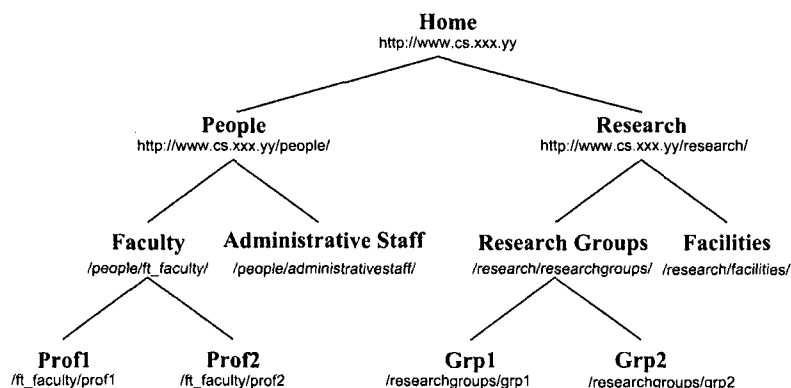 Home
http://www.cs.xxx.yy
People
Research
http://www.cs.xxx.yy/people/
http://www.cs.xxx.yy/research/
Faculty
Administrative Staff
Research Groups
Facilities
/people/ft_faculty/
/people/administrativestaff/
/research/researchgroups/
/research/facilities/
Prof1
Prof2
Grp1
Grp2
/ft_faculty/prof1
/ft_faculty/prof2
/researchgroups/grp1
/researchgroups/grp2